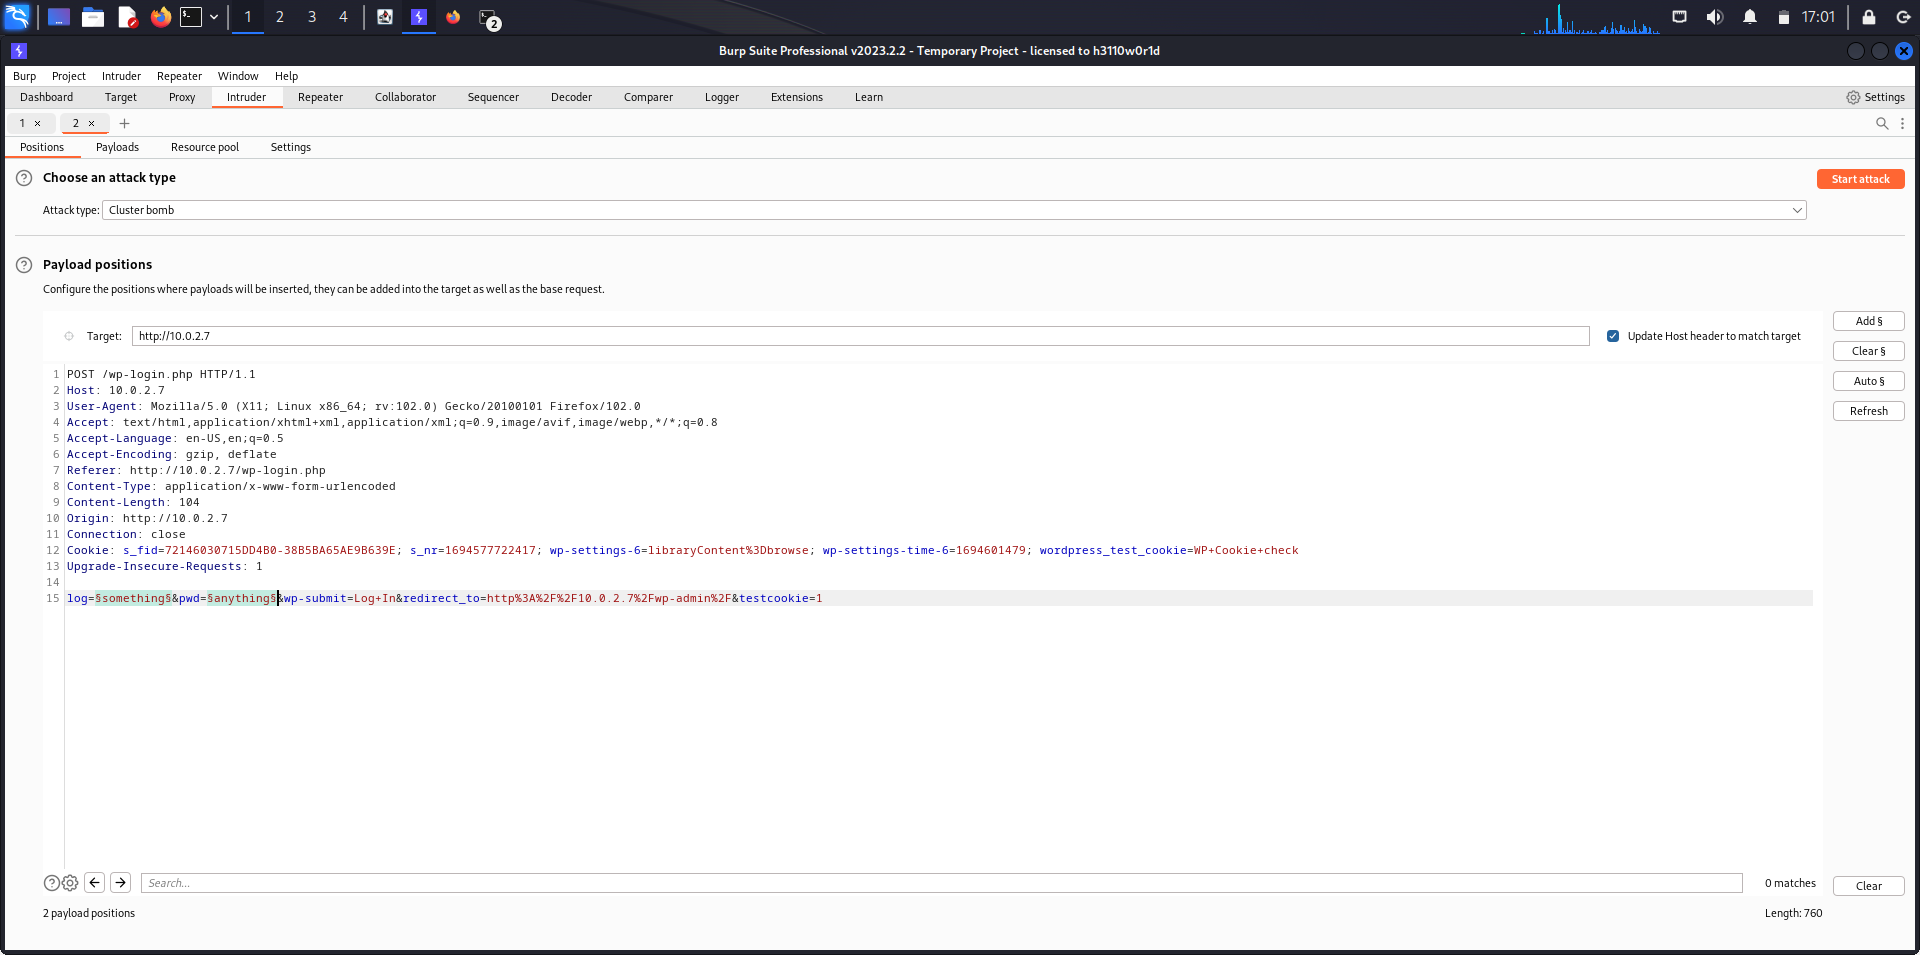 1 2 3 4 2 17:01
Burp Suite Professional v2023.2.2 - Temporary Project - licensed to h3110w0r1d
Burp Project Intruder Repeater Window Help
Dashboard Target Proxy Intruder Repeater Collaborator Sequencer Decoder Comparer Logger Extensions Learn Settings
1 × 2 × +
Positions Payloads Resource pool Settings
? Choose an attack type Start attack
Attack type: Cluster bomb
? Payload positions
Configure the positions where payloads will be inserted, they can be added into the target as well as the base request.
Add §
Target: http://10.0.2.7 Update Host header to match target
Clear §
Auto §
Refresh
1 POST /wp-login.php HTTP/1.1
2 Host: 10.0.2.7
3 User-Agent: Mozilla/5.0 (X11; Linux x86_64; rv:102.0) Gecko/20100101 Firefox/102.0
4 Accept: text/html,application/xhtml+xml,application/xml;q=0.9,image/avif,image/webp,*/*;q=0.8
5 Accept-Language: en-US,en;q=0.5
6 Accept-Encoding: gzip, deflate
7 Referer: http://10.0.2.7/wp-login.php
8 Content-Type: application/x-www-form-urlencoded
9 Content-Length: 104
10 Origin: http://10.0.2.7
11 Connection: close
12 Cookie: s_fid=72146030715DD4B0-38B5BA65AE9B639E; s_nr=1694577722417; wp-settings-6=libraryContent%3Dbrowse; wp-settings-time-6=1694601479; wordpress_test_cookie=WP+Cookie+check
13 Upgrade-Insecure-Requests: 1
14
15 log=§something§&pwd=§anything§&wp-submit=Log+In&redirect_to=http%3A%2F%2F10.0.2.7%2Fwp-admin%2F&testcookie=1
? Search... 0 matches Clear
2 payload positions Length: 760